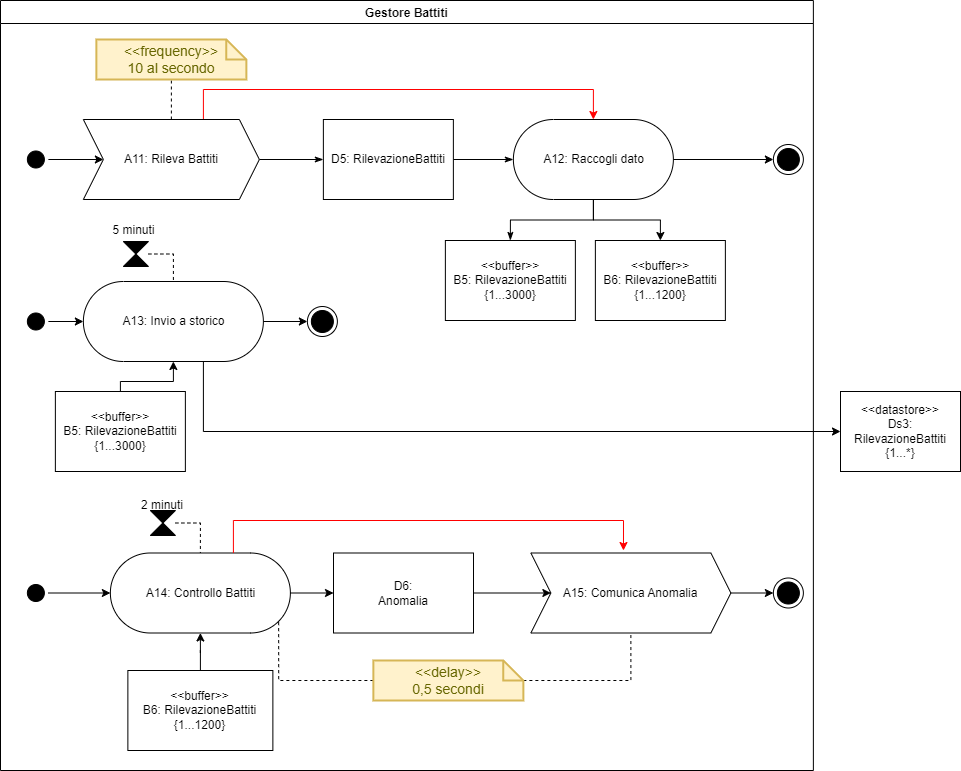 Gestore Battiti
<<frequency>>
10 al secondo
A11: Rileva Battiti
D5: RilevazioneBattiti
A12: Raccogli dato
5 minuti
<<buffer>>
B5: RilevazioneBattiti
{1...3000}
<<buffer>>
B6: RilevazioneBattiti
{1...1200}
A13: Invio a storico
<<buffer>>
B5: RilevazioneBattiti
{1...3000}
<<datastore>>
Ds3:
RilevazioneBattiti
{1...*}
2 minuti
A14: Controllo Battiti
D6:
Anomalia
A15: Comunica Anomalia
<<delay>>
0,5 secondi
<<buffer>>
B6: RilevazioneBattiti
{1...1200}